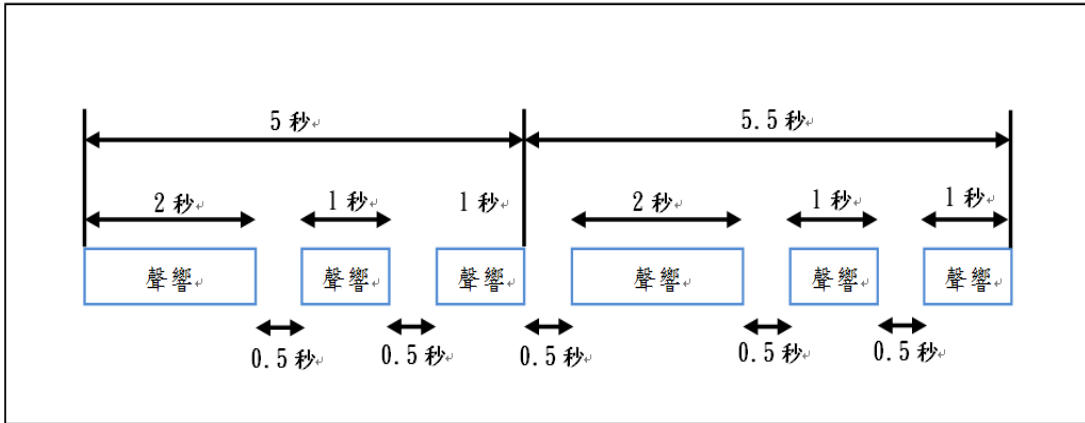 5 秒 5.5 秒
2 秒 1 秒 1 秒 2 秒 1 秒 1 秒
聲響 聲響 聲響 聲響 聲響 聲響
0.5 秒 0.5 秒 0.5 秒 0.5 秒 0.5 秒